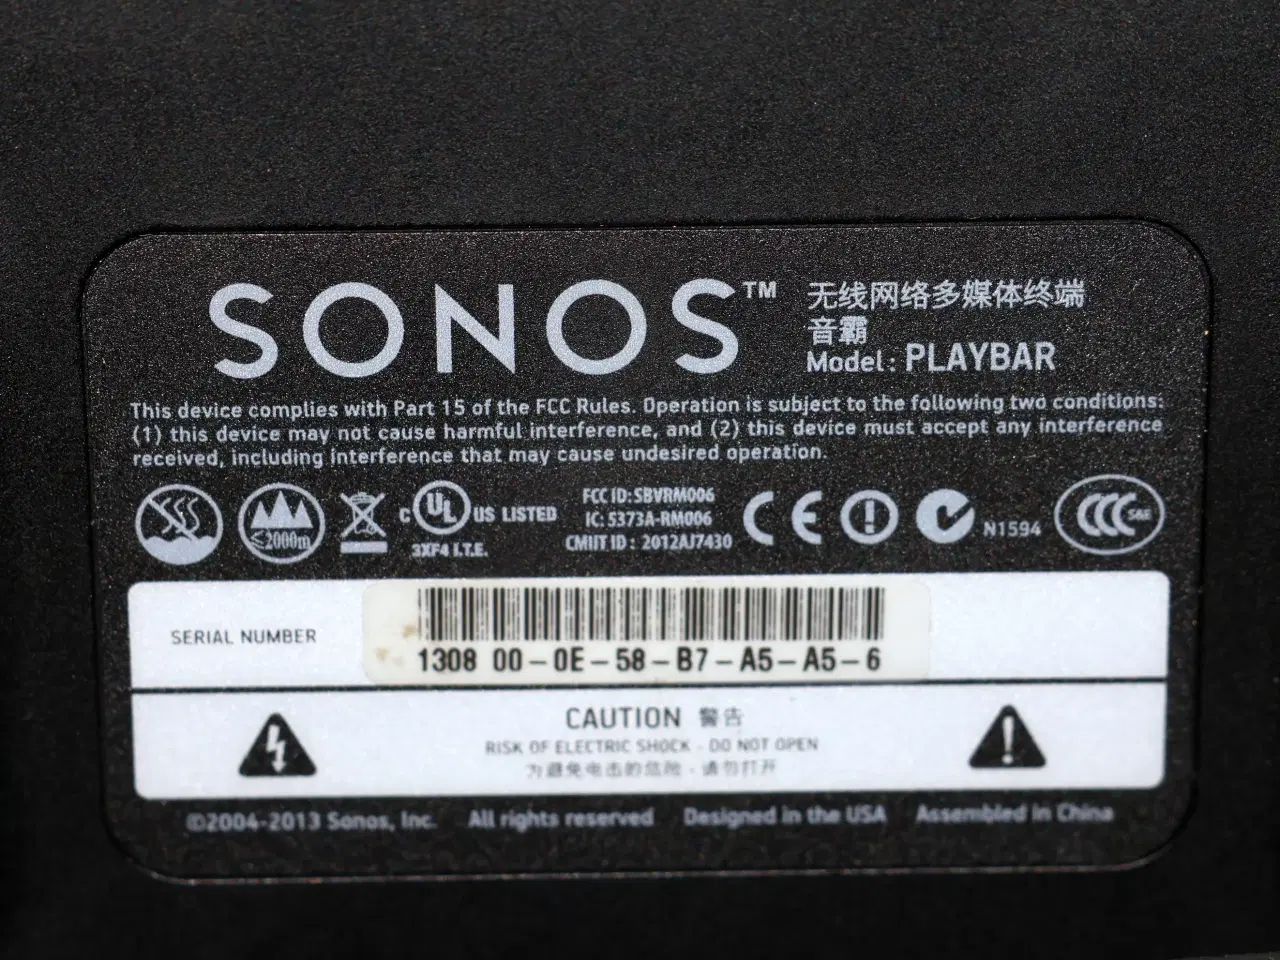 SONOS™
无线网络多媒体终端
音霸
Model: PLAYBAR
This device complies with Part 15 of the FCC Rules. Operation is subject to the following two conditions:
(1) this device may not cause harmful interference, and (2) this device must accept any interference
received, including interference that may cause undesired operation.
≤2000m
C UL US LISTED
3XF4 I.T.E.
FCC ID: SBVRM006
IC: 5373A-RM006
CMIIT ID: 2012AJ7430
CE
N1594
CCC S&E
SERIAL NUMBER
1308 00-0E-58-B7-A5-A5-6
CAUTION 警告
RISK OF ELECTRIC SHOCK - DO NOT OPEN
为避免电击的危险 - 请勿打开
©2004-2013 Sonos, Inc. All rights reserved Designed in the USA Assembled in China